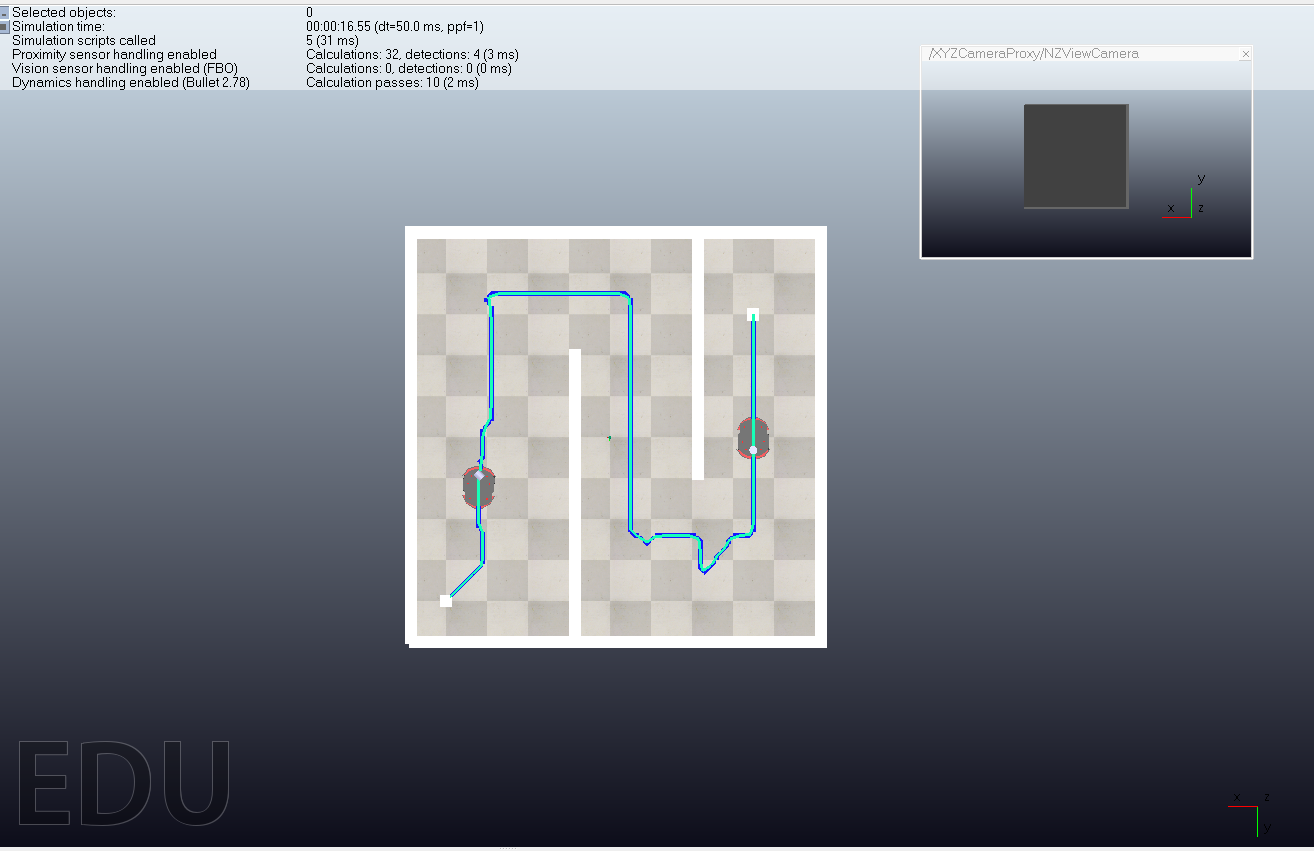 Selected objects: 0
Simulation time: 00:00:16.55 (dt=50.0 ms, ppf=1)
Simulation scripts called 5 (31 ms)
Proximity sensor handling enabled Calculations: 32, detections: 4 (3 ms)
Vision sensor handling enabled (FBO) Calculations: 0, detections: 0 (0 ms)
Dynamics handling enabled (Bullet 2.78) Calculation passes: 10 (2 ms)
/XYZCameraProxy/NZViewCamera
y
x z
EDU
x z
y